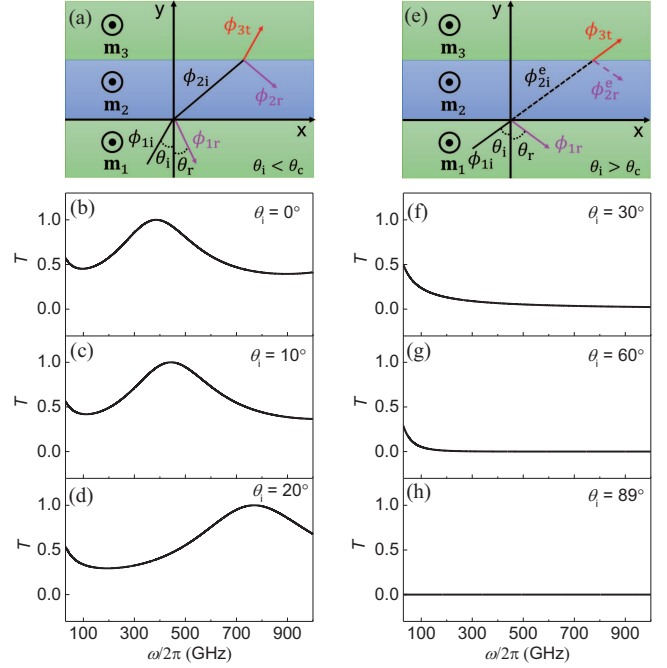 (a) y ϕ3t
m3
ϕ2i
m2 ϕ2r
x
ϕ1i ϕ1r
m1 θi θr θi < θc
(e) y ϕ3t
m3
ϕ2i^e
m2 ϕ2r^e
x
θi θr ϕ1r
m1 ϕ1i θi > θc
(b) θi = 0°
1.0
T 0.5
0.0
(c) θi = 10°
1.0
T 0.5
0.0
(d) θi = 20°
1.0
T 0.5
0.0
100 300 500 700 900
ω/2π (GHz)
(f) θi = 30°
1.0
T 0.5
0.0
(g) θi = 60°
1.0
T 0.5
0.0
(h) θi = 89°
1.0
T 0.5
0.0
100 300 500 700 900
ω/2π (GHz)